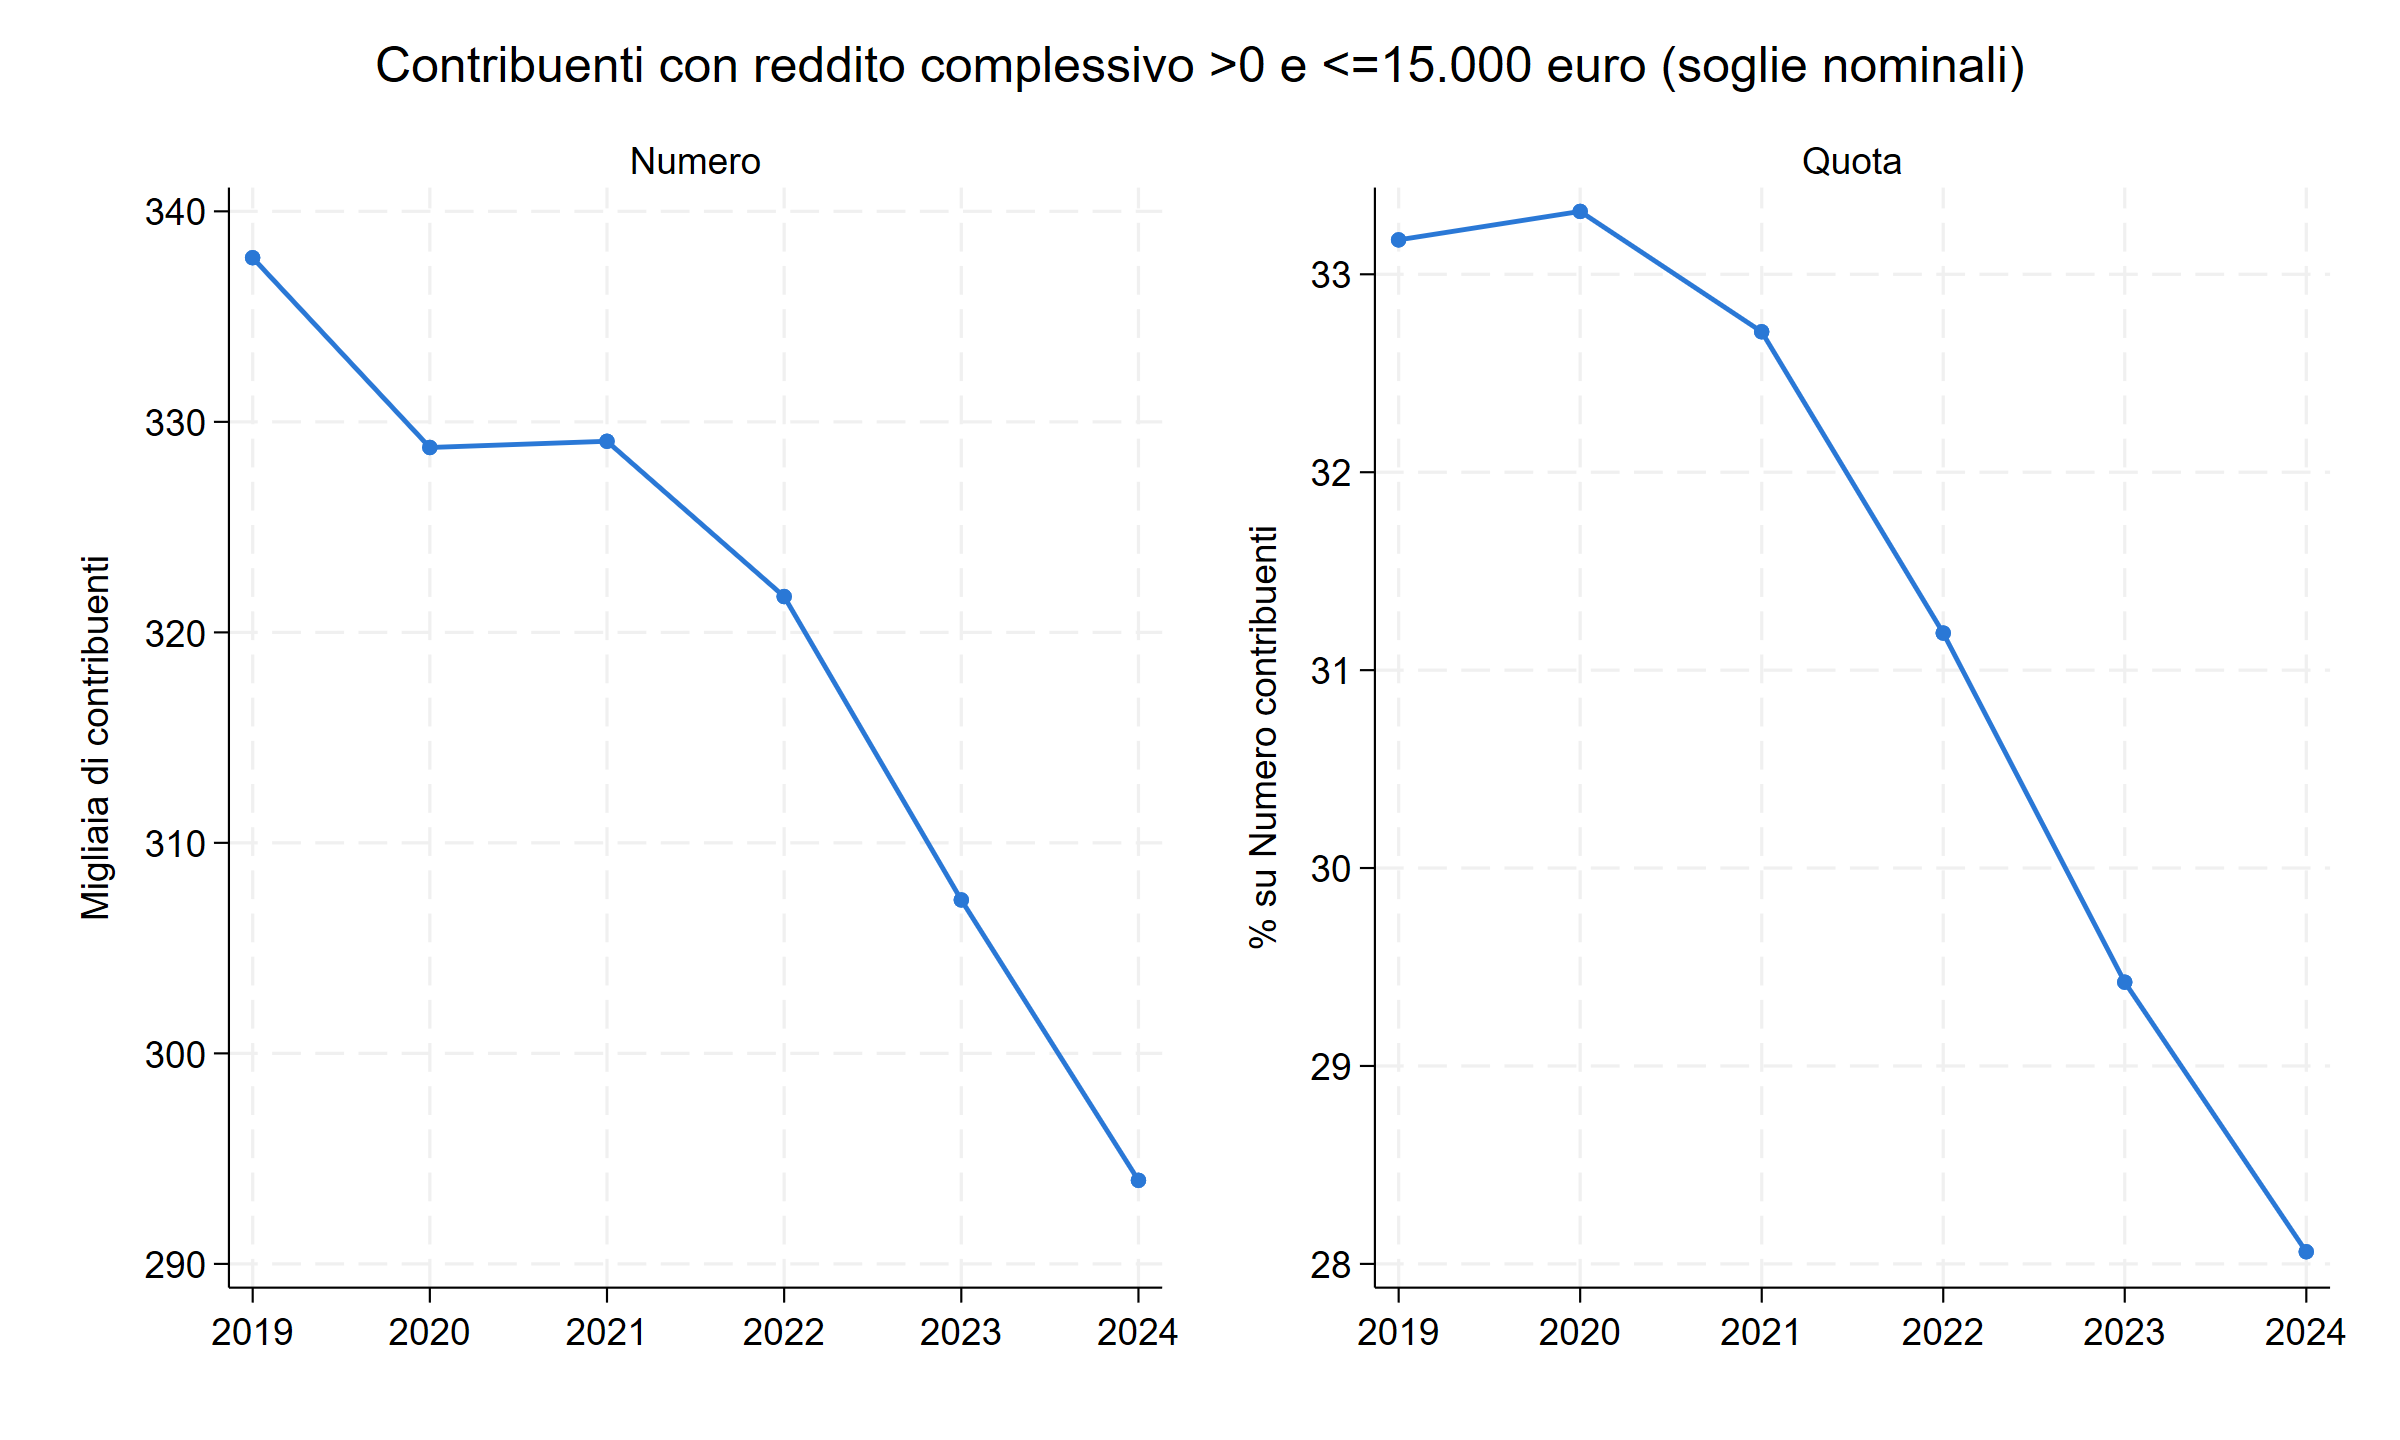 Contribuenti con reddito complessivo >0 e <=15.000 euro (soglie nominali)
Numero
Migliaia di contribuenti
340
330
320
310
300
290
2019 2020 2021 2022 2023 2024
Quota
% su Numero contribuenti
33
32
31
30
29
28
2019 2020 2021 2022 2023 2024